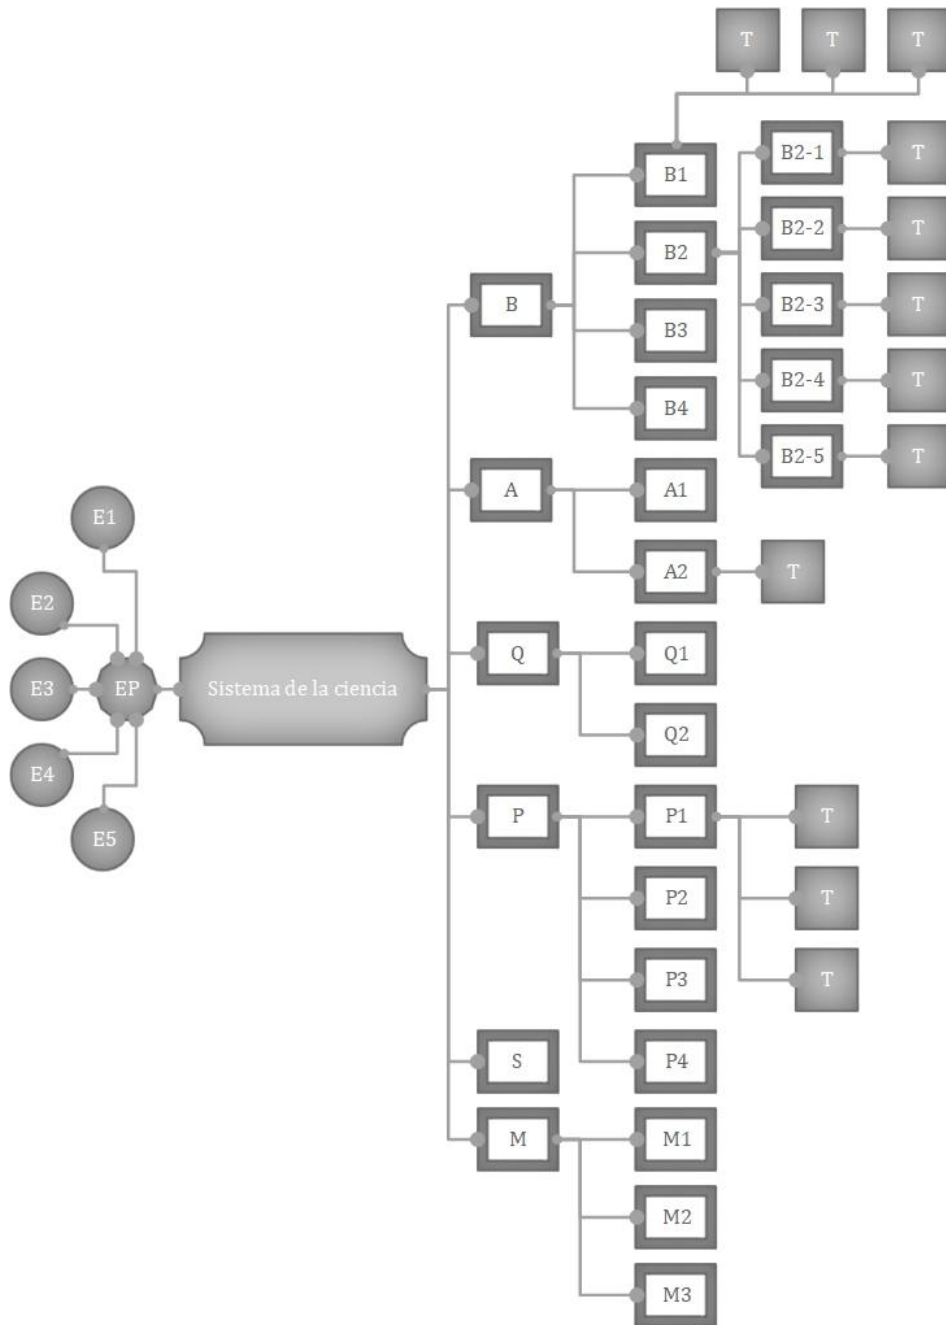 T T T
B1
B2-1 T
B2
B2-2 T
B
B2-3 T
B3
B4
B2-4 T
B2-5 T
A
A1
E1
A2 T
E2
Q
Q1
E3
EP
Sistema de la ciencia
Q2
E4
P
P1
T
E5
P2
T
P3
T
S
P4
M
M1
M2
M3